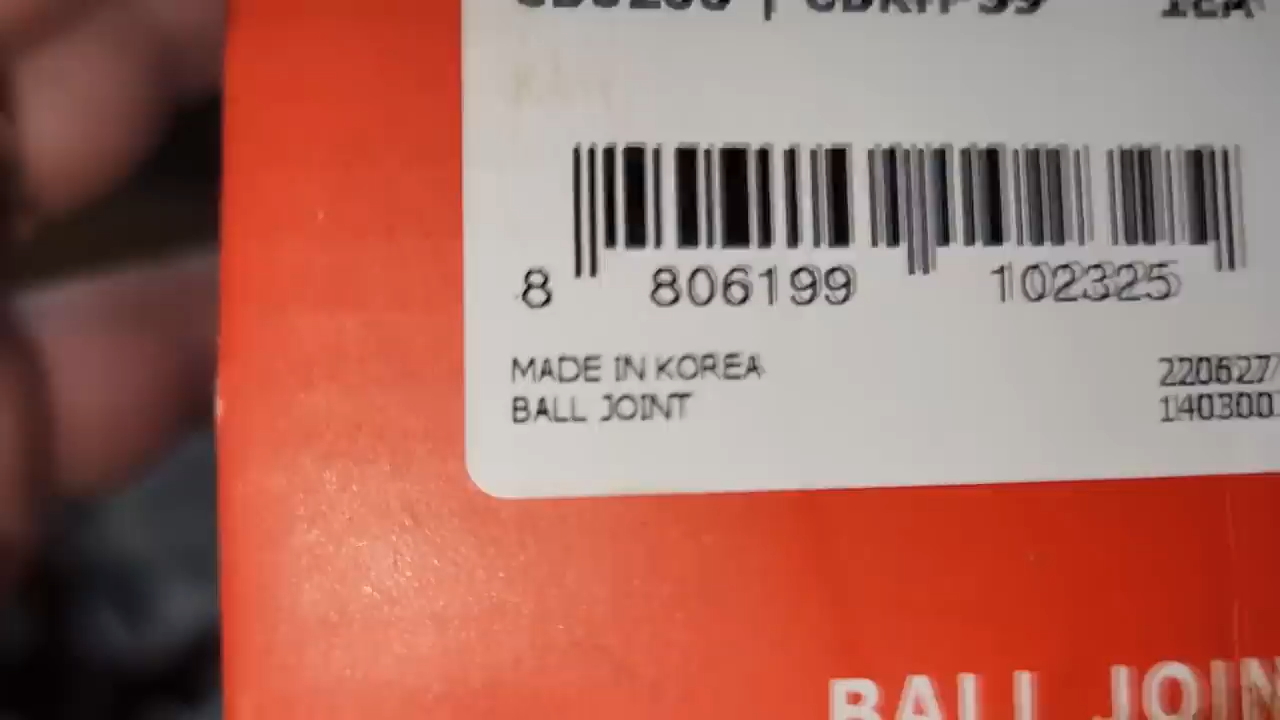 8 806199 102325
MADE IN KOREA
220627
BALL JOINT
140300
BALL JOIN